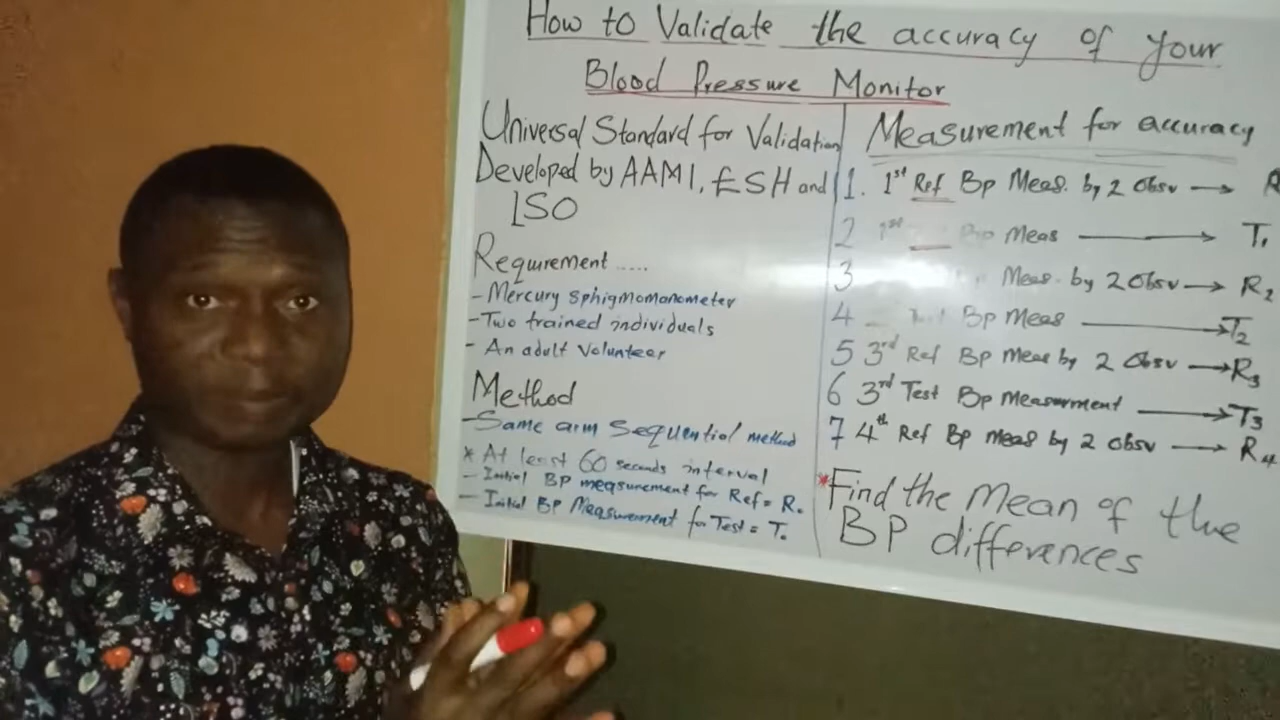 How to Validate the accuracy of your
Blood Pressure Monitor
Universal Standard for Validation
Developed by AAMI, ESH and
ISO
Requirement .....
- Mercury sphigmomanometer
- Two trained individuals
- An adult Volunteer
Method
- Same arm Sequential method
* At least 60 seconds interval
- Initial BP measurement for Ref = R₀
- Initial BP Measurement for Test = T₀
Measurement for accuracy
1. 1st Ref Bp Meas. by 2 Obsv →
2 1st Meas → T₁
3 Meas. by 2 Obsv → R₂
4 Bp Meas → T₂
5 3rd Ref Bp Meas by 2 Obsv → R₃
6 3rd Test Bp Measurment → T₃
7 4th Ref Bp meas by 2 obsv → R₄
*Find the mean of the
BP differences